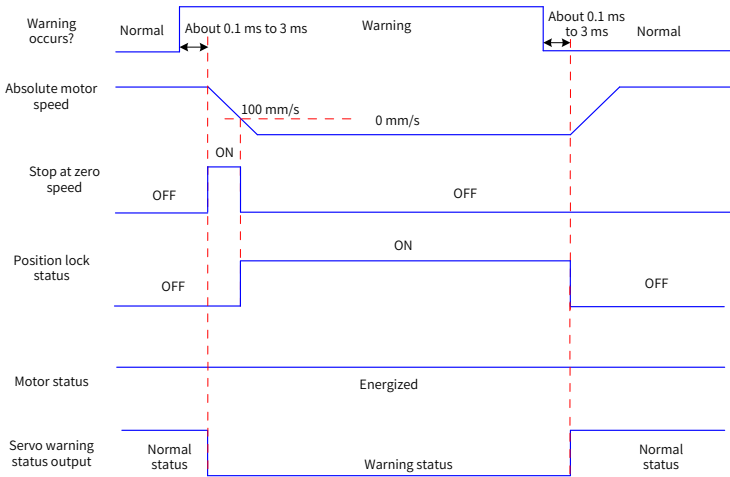 Warning
occurs?
Normal
About 0.1 ms to 3 ms
Warning
About 0.1 ms
to 3 ms
Normal
Absolute motor
speed
100 mm/s
0 mm/s
Stop at zero
speed
OFF
ON
OFF
Position lock
status
OFF
ON
OFF
Motor status
Energized
Servo warning
status output
Normal
status
Warning status
Normal
status